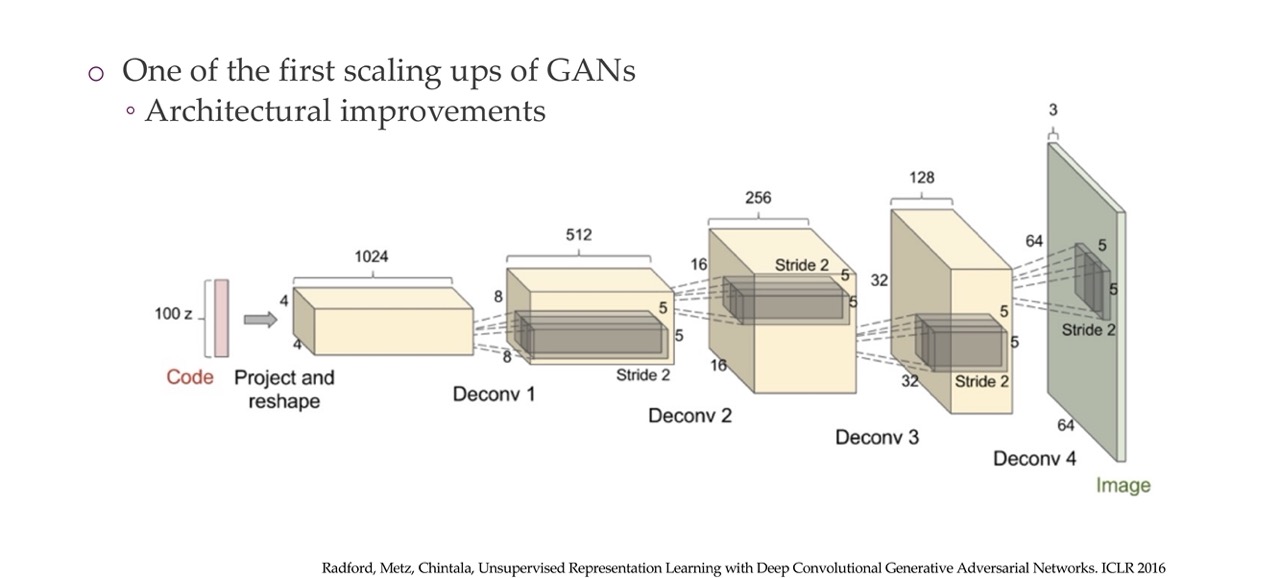 One of the first scaling ups of GANs
Architectural improvements
100 z
Code
Project and
reshape
1024
4
4
Deconv 1
512
8
8
5
5
Stride 2
Deconv 2
256
16
16
Stride 2
5
5
Deconv 3
128
32
32
5
5
Stride 2
Deconv 4
3
64
64
5
5
Stride 2
Image
Radford, Metz, Chintala, Unsupervised Representation Learning with Deep Convolutional Generative Adversarial Networks. ICLR 2016